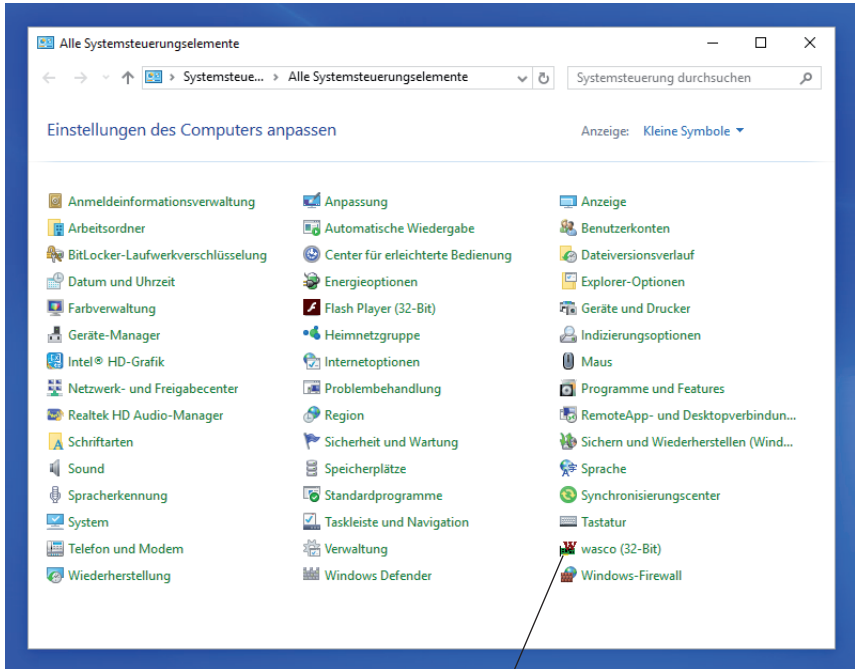 Alle Systemsteuerungselemente
Systemsteue... > Alle Systemsteuerungselemente
Systemsteuerung durchsuchen
Einstellungen des Computers anpassen
Anzeige: Kleine Symbole
Anmeldeinformationsverwaltung Anpassung Anzeige
Arbeitsordner Automatische Wiedergabe Benutzerkonten
BitLocker-Laufwerkverschlüsselung Center für erleichterte Bedienung Dateiversionsverlauf
Datum und Uhrzeit Energieoptionen Explorer-Optionen
Farbverwaltung Flash Player (32-Bit) Geräte und Drucker
Geräte-Manager Heimnetzgruppe Indizierungsoptionen
Intel® HD-Grafik Internetoptionen Maus
Netzwerk- und Freigabecenter Problembehandlung Programme und Features
Realtek HD Audio-Manager Region RemoteApp- und Desktopverbindun...
Schriftarten Sicherheit und Wartung Sichern und Wiederherstellen (Wind...
Sound Speicherplätze Sprache
Spracherkennung Standardprogramme Synchronisierungscenter
System Taskleiste und Navigation Tastatur
Telefon und Modem Verwaltung wasco (32-Bit)
Wiederherstellung Windows Defender Windows-Firewall